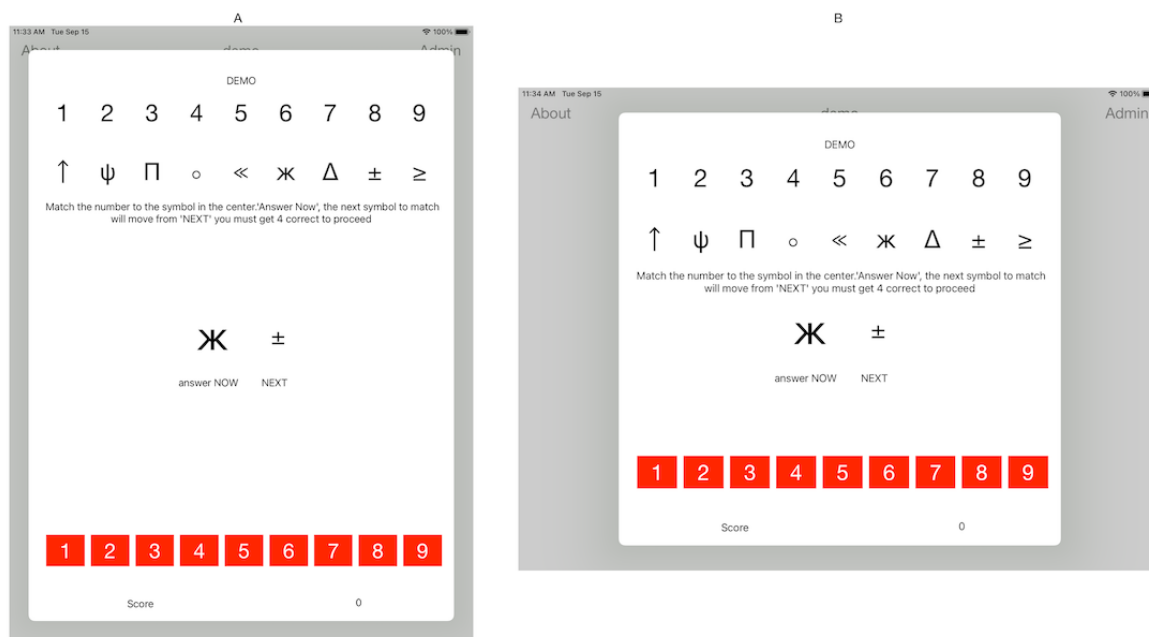 A
11:33 AM Tue Sep 15
100%
About demo Admin
DEMO
1 2 3 4 5 6 7 8 9
↑ ψ Π ○ ≪ ж Δ ± ≥
Match the number to the symbol in the center.'Answer Now', the next symbol to match
will move from 'NEXT' you must get 4 correct to proceed
Ж ±
answer NOW NEXT
1 2 3 4 5 6 7 8 9
Score 0
B
11:34 AM Tue Sep 15
100%
About demo Admin
DEMO
1 2 3 4 5 6 7 8 9
↑ ψ Π ○ ≪ ж Δ ± ≥
Match the number to the symbol in the center.'Answer Now', the next symbol to match
will move from 'NEXT' you must get 4 correct to proceed
Ж ±
answer NOW NEXT
1 2 3 4 5 6 7 8 9
Score 0